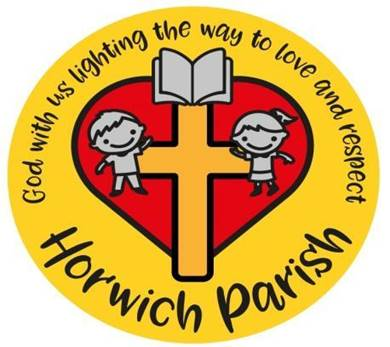 God with us lighting the way to love and respect
Horwich Parish